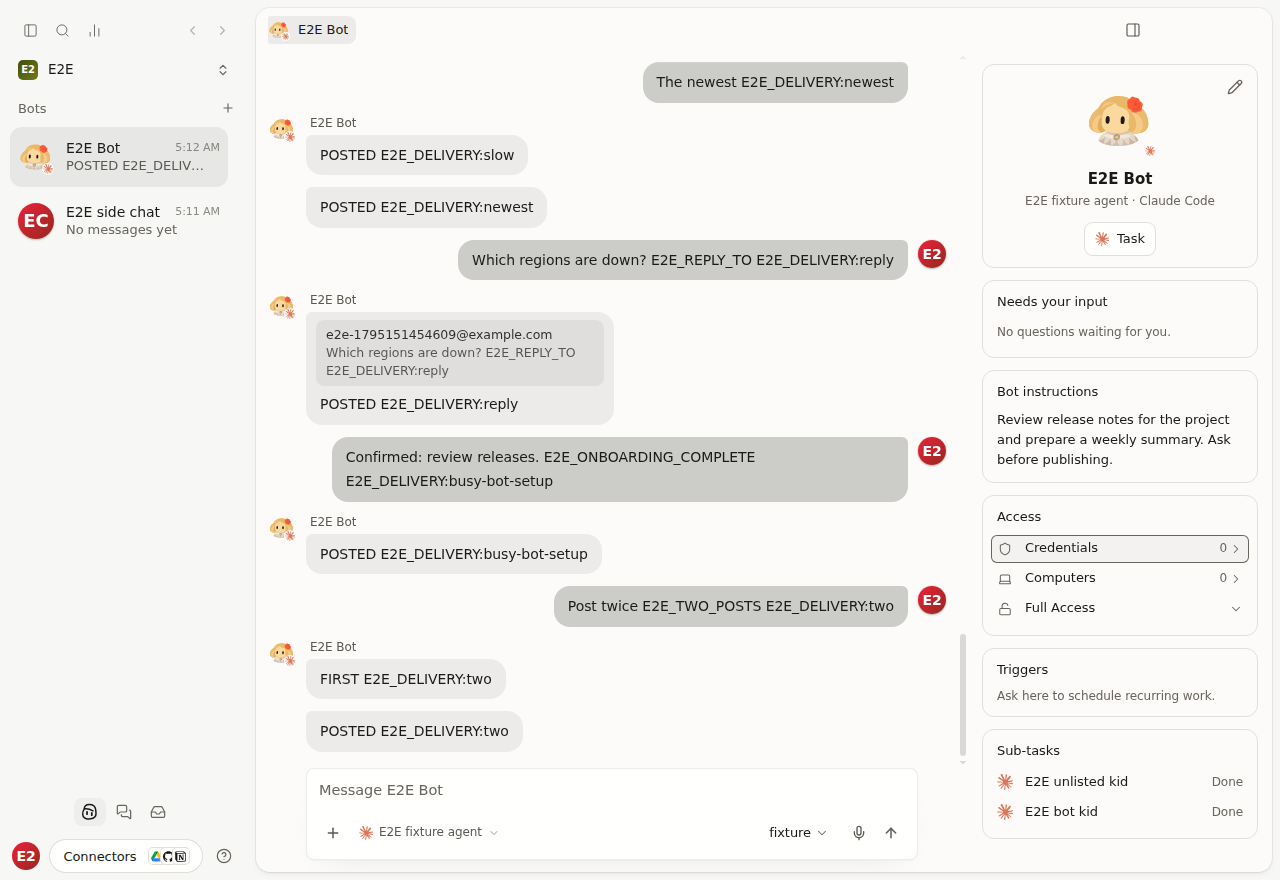 E2 E2E
Bots
E2E Bot 5:12 AM
POSTED E2E_DELIV...
EC E2E side chat 5:11 AM
No messages yet
E2 Connectors
E2E Bot
The newest E2E_DELIVERY:newest
E2E Bot
POSTED E2E_DELIVERY:slow
POSTED E2E_DELIVERY:newest
Which regions are down? E2E_REPLY_TO E2E_DELIVERY:reply E2
E2E Bot
e2e-1795151454609@example.com
Which regions are down? E2E_REPLY_TO
E2E_DELIVERY:reply
POSTED E2E_DELIVERY:reply
Confirmed: review releases. E2E_ONBOARDING_COMPLETE E2
E2E_DELIVERY:busy-bot-setup
E2E Bot
POSTED E2E_DELIVERY:busy-bot-setup
Post twice E2E_TWO_POSTS E2E_DELIVERY:two E2
E2E Bot
FIRST E2E_DELIVERY:two
POSTED E2E_DELIVERY:two
Message E2E Bot
E2E fixture agent fixture
E2E Bot
E2E fixture agent · Claude Code
Task
Needs your input
No questions waiting for you.
Bot instructions
Review release notes for the project
and prepare a weekly summary. Ask
before publishing.
Access
Credentials 0
Computers 0
Full Access
Triggers
Ask here to schedule recurring work.
Sub-tasks
E2E unlisted kid Done
E2E bot kid Done